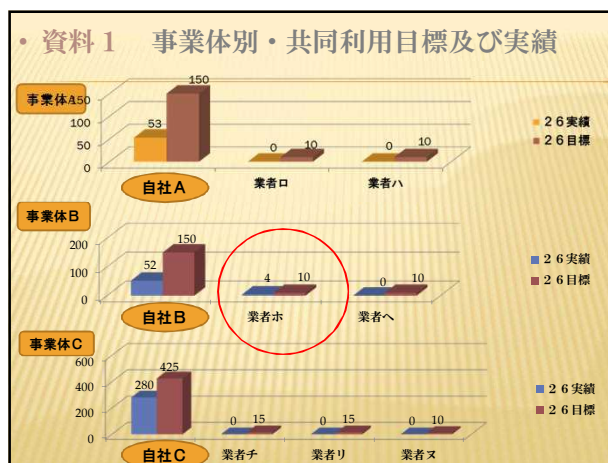 • 資料１　事業体別・共同利用目標及び実績
事業体A
150
100
50
0
53
150
0
10
0
10
２６実績
２６目標
自社A
業者ロ
業者ハ
事業体B
200
100
0
52
150
4
10
0
10
２６実績
２６目標
自社B
業者ホ
業者ヘ
事業体C
600
400
200
0
280
425
0
15
0
15
0
10
２６実績
２６目標
自社C
業者チ
業者リ
業者ヌ